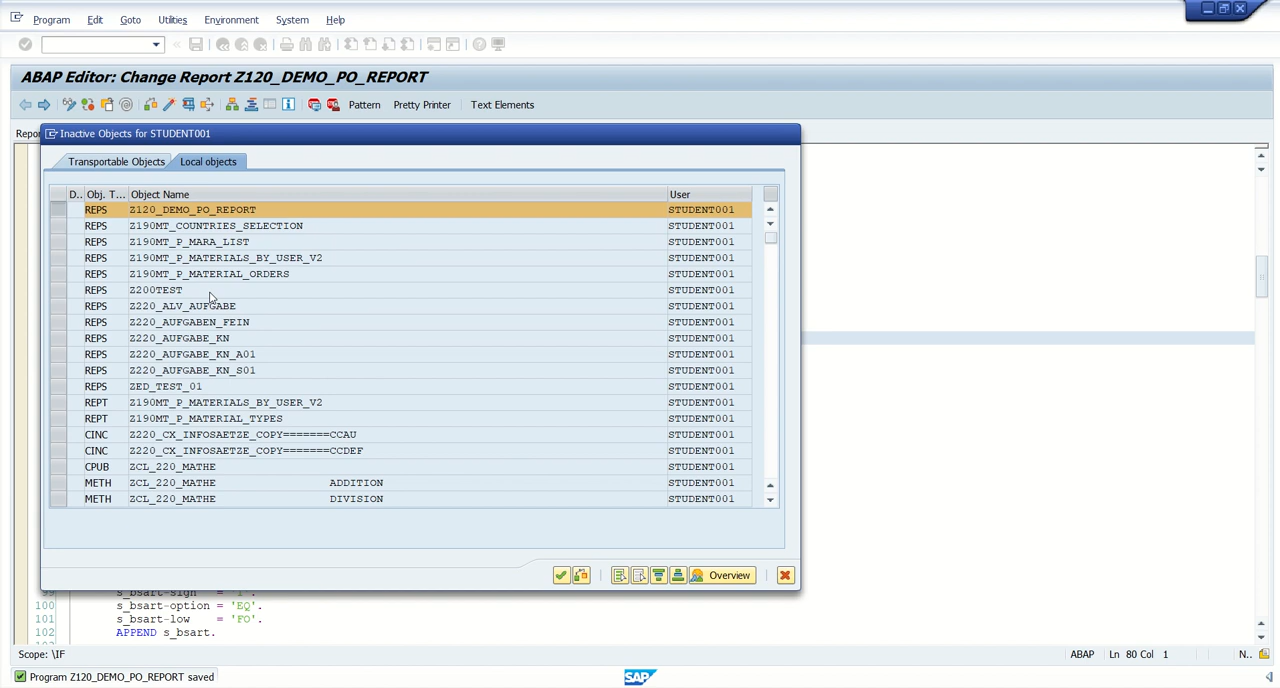 Program Edit Goto Utilities Environment System Help
ABAP Editor: Change Report Z120_DEMO_PO_REPORT
Pattern Pretty Printer Text Elements
Repor
Inactive Objects for STUDENT001
Transportable Objects Local objects
D.. Obj. T... Object Name User
REPS Z120_DEMO_PO_REPORT STUDENT001
REPS Z190MT_COUNTRIES_SELECTION STUDENT001
REPS Z190MT_P_MARA_LIST STUDENT001
REPS Z190MT_P_MATERIALS_BY_USER_V2 STUDENT001
REPS Z190MT_P_MATERIAL_ORDERS STUDENT001
REPS Z200TEST STUDENT001
REPS Z220_ALV_AUFGABE STUDENT001
REPS Z220_AUFGABEN_FEIN STUDENT001
REPS Z220_AUFGABE_KN STUDENT001
REPS Z220_AUFGABE_KN_A01 STUDENT001
REPS Z220_AUFGABE_KN_S01 STUDENT001
REPS ZED_TEST_01 STUDENT001
REPT Z190MT_P_MATERIALS_BY_USER_V2 STUDENT001
REPT Z190MT_P_MATERIAL_TYPES STUDENT001
CINC Z220_CX_INFOSAETZE_COPY=======CCAU STUDENT001
CINC Z220_CX_INFOSAETZE_COPY=======CCDEF STUDENT001
CPUB ZCL_220_MATHE STUDENT001
METH ZCL_220_MATHE ADDITION STUDENT001
METH ZCL_220_MATHE DIVISION STUDENT001
Overview
99 s_bsart-sign = 'I'.
100 s_bsart-option = 'EQ'.
101 s_bsart-low = 'FO'.
102 APPEND s_bsart.
Scope: \IF ABAP Ln 80 Col 1 N..
Program Z120_DEMO_PO_REPORT saved
SAP